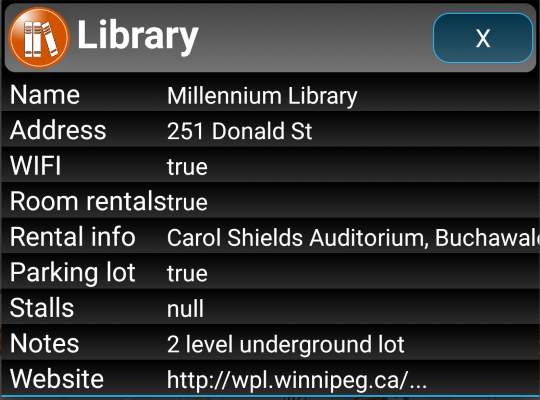 Library
X
Name Millennium Library
Address 251 Donald St
WIFI true
Room rentals true
Rental info Carol Shields Auditorium,
Parking lot true
Stalls null
Notes 2 level underground lot
Website http://wpl.winnipeg.ca/...